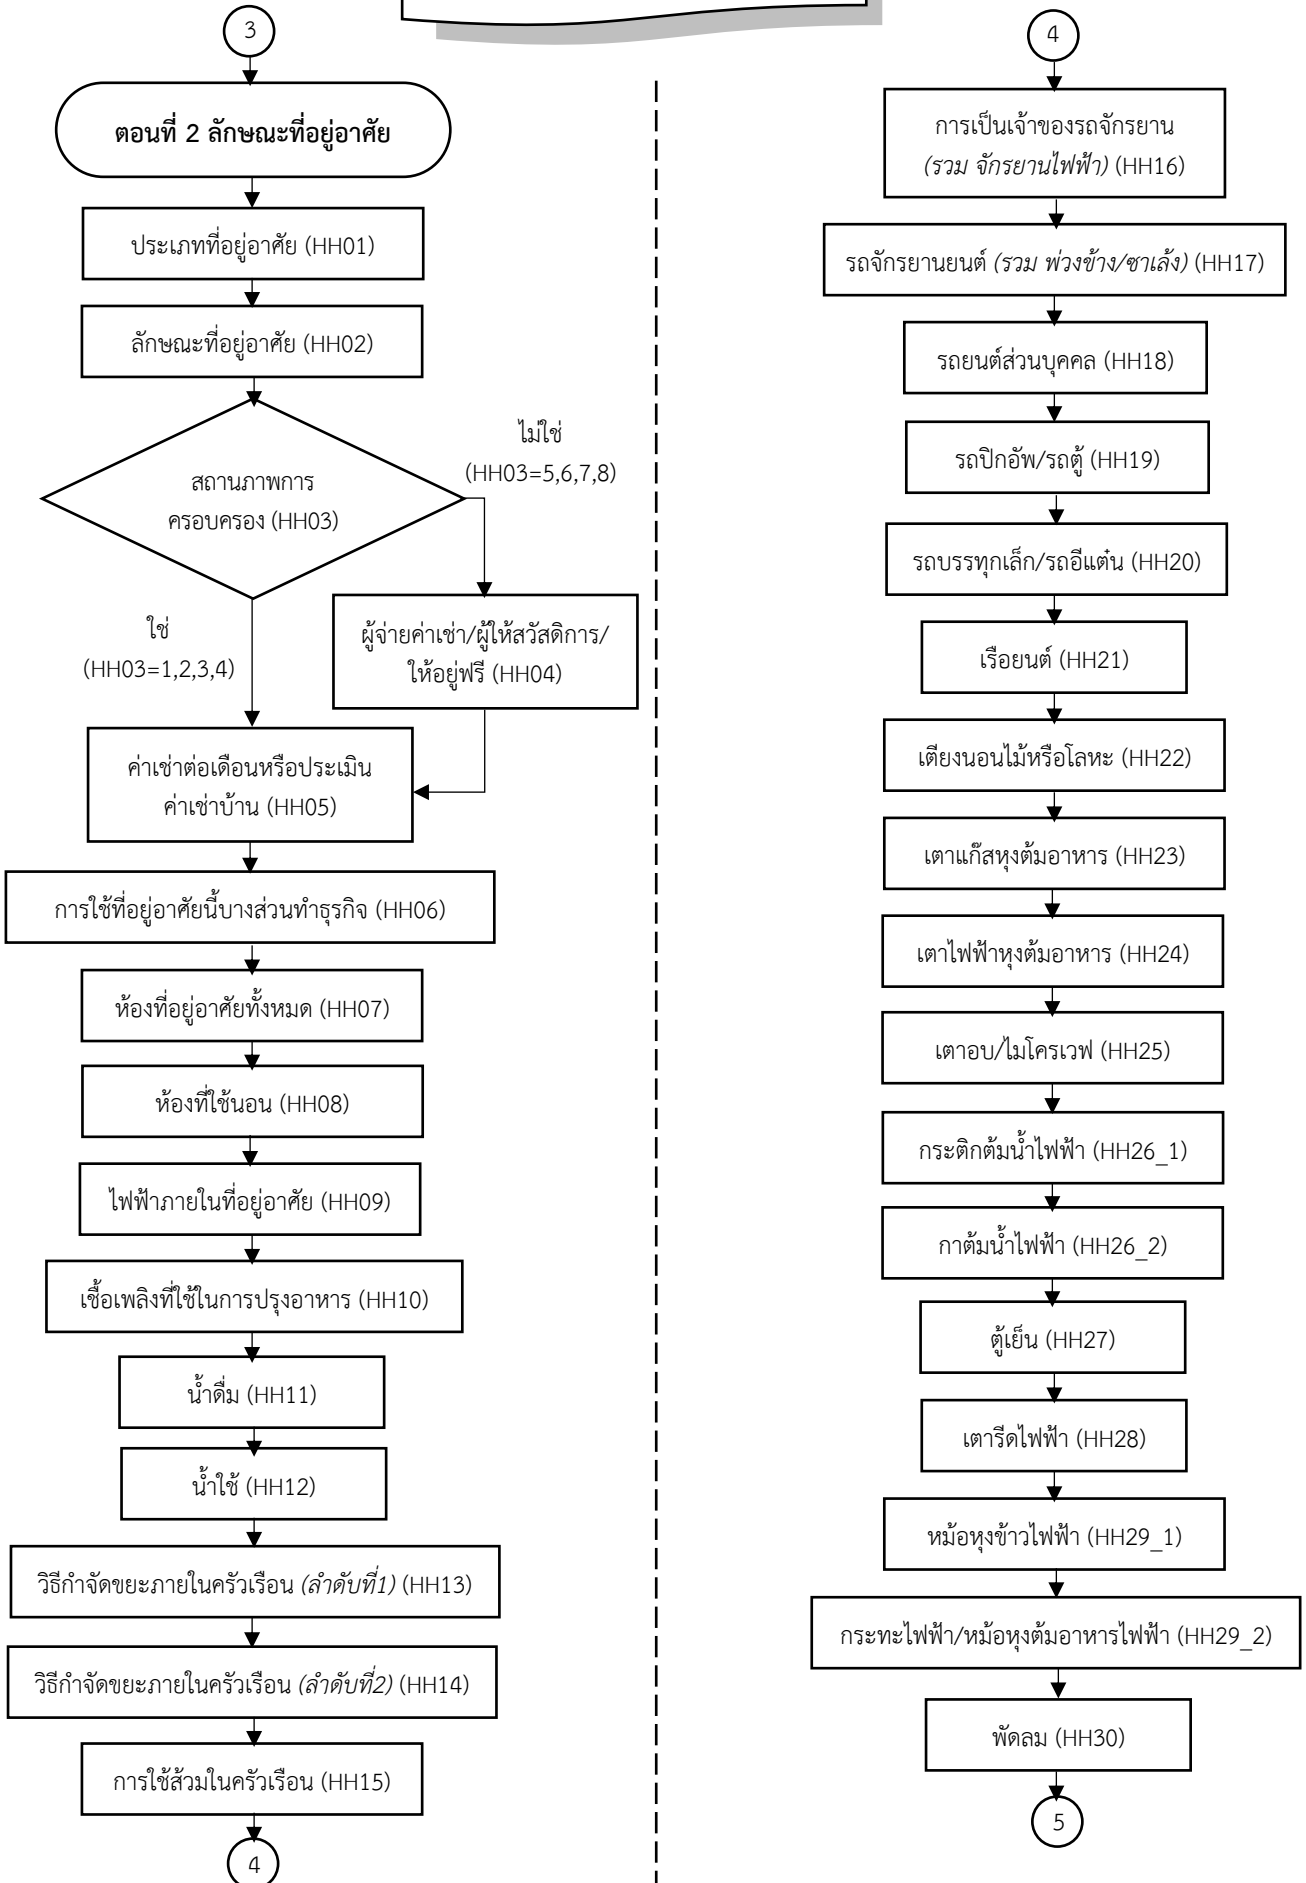 3
ตอนที่ 2 ลักษณะที่อยู่อาศัย
ประเภทที่อยู่อาศัย (HH01)
ลักษณะที่อยู่อาศัย (HH02)
สถานภาพการ
ครอบครอง (HH03)
ไม่ใช่
(HH03=5,6,7,8)
ใช่
(HH03=1,2,3,4)
ผู้จ่ายค่าเช่า/ผู้ให้สวัสดิการ/
ให้อยู่ฟรี (HH04)
ค่าเช่าต่อเดือนหรือประเมิน
ค่าเช่าบ้าน (HH05)
การใช้ที่อยู่อาศัยนี้บางส่วนทำธุรกิจ (HH06)
ห้องที่อยู่อาศัยทั้งหมด (HH07)
ห้องที่ใช้นอน (HH08)
ไฟฟ้าภายในที่อยู่อาศัย (HH09)
เชื้อเพลิงที่ใช้ในการปรุงอาหาร (HH10)
น้ำดื่ม (HH11)
น้ำใช้ (HH12)
วิธีกำจัดขยะภายในครัวเรือน (ลำดับที่1) (HH13)
วิธีกำจัดขยะภายในครัวเรือน (ลำดับที่2) (HH14)
การใช้ส้วมในครัวเรือน (HH15)
4
4
การเป็นเจ้าของรถจักรยาน
(รวม จักรยานไฟฟ้า) (HH16)
รถจักรยานยนต์ (รวม พ่วงข้าง/ซาเล้ง) (HH17)
รถยนต์ส่วนบุคคล (HH18)
รถปิกอัพ/รถตู้ (HH19)
รถบรรทุกเล็ก/รถอีแต๋น (HH20)
เรือยนต์ (HH21)
เตียงนอนไม้หรือโลหะ (HH22)
เตาแก๊สหุงต้มอาหาร (HH23)
เตาไฟฟ้าหุงต้มอาหาร (HH24)
เตาอบ/ไมโครเวฟ (HH25)
กระติกต้มน้ำไฟฟ้า (HH26_1)
กาต้มน้ำไฟฟ้า (HH26_2)
ตู้เย็น (HH27)
เตารีดไฟฟ้า (HH28)
หม้อหุงข้าวไฟฟ้า (HH29_1)
กระทะไฟฟ้า/หม้อหุงต้มอาหารไฟฟ้า (HH29_2)
พัดลม (HH30)
5